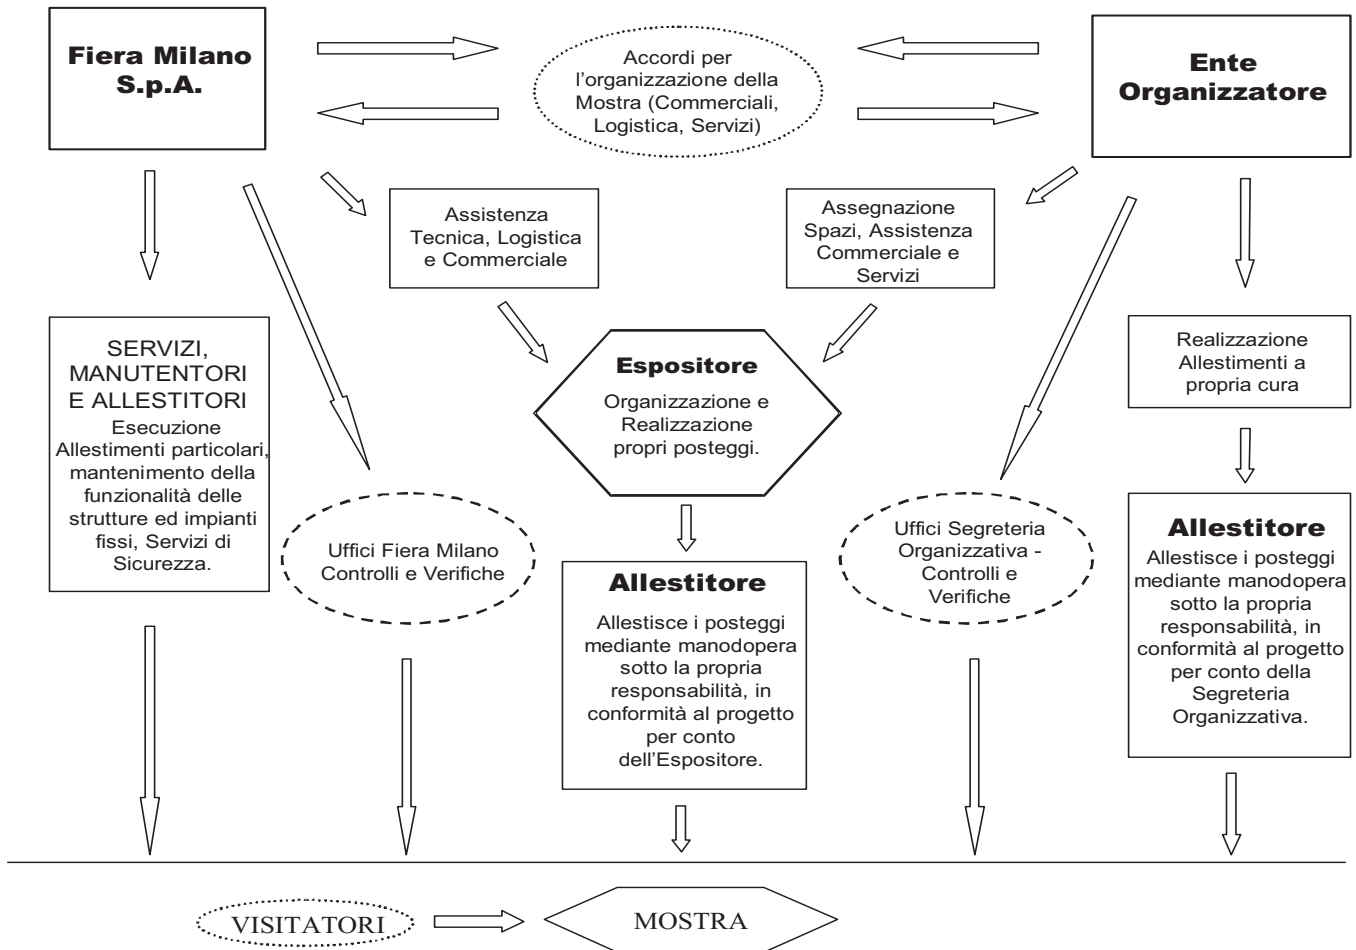 Fiera Milano
S.p.A.
Accordi per
l'organizzazione della
Mostra (Commerciali,
Logistica, Servizi)
Ente
Organizzatore
Assistenza
Tecnica, Logistica
e Commerciale
Assegnazione
Spazi, Assistenza
Commerciale e
Servizi
SERVIZI,
MANUTENTORI
E ALLESTITORI
Esecuzione
Allestimenti particolari,
mantenimento della
funzionalità delle
strutture ed impianti
fissi, Servizi di
Sicurezza.
Espositore
Organizzazione e
Realizzazione
propri posteggi.
Realizzazione
Allestimenti a
propria cura
Uffici Fiera Milano
Controlli e Verifiche
Allestitore
Allestisce i posteggi
mediante manodopera
sotto la propria
responsabilità, in
conformità al progetto
per conto
dell'Espositore.
Uffici Segreteria
Organizzativa -
Controlli e
Verifiche
Allestitore
Allestisce i posteggi
mediante manodopera
sotto la propria
responsabilità, in
conformità al progetto
per conto della
Segreteria
Organizzativa.
VISITATORI
MOSTRA